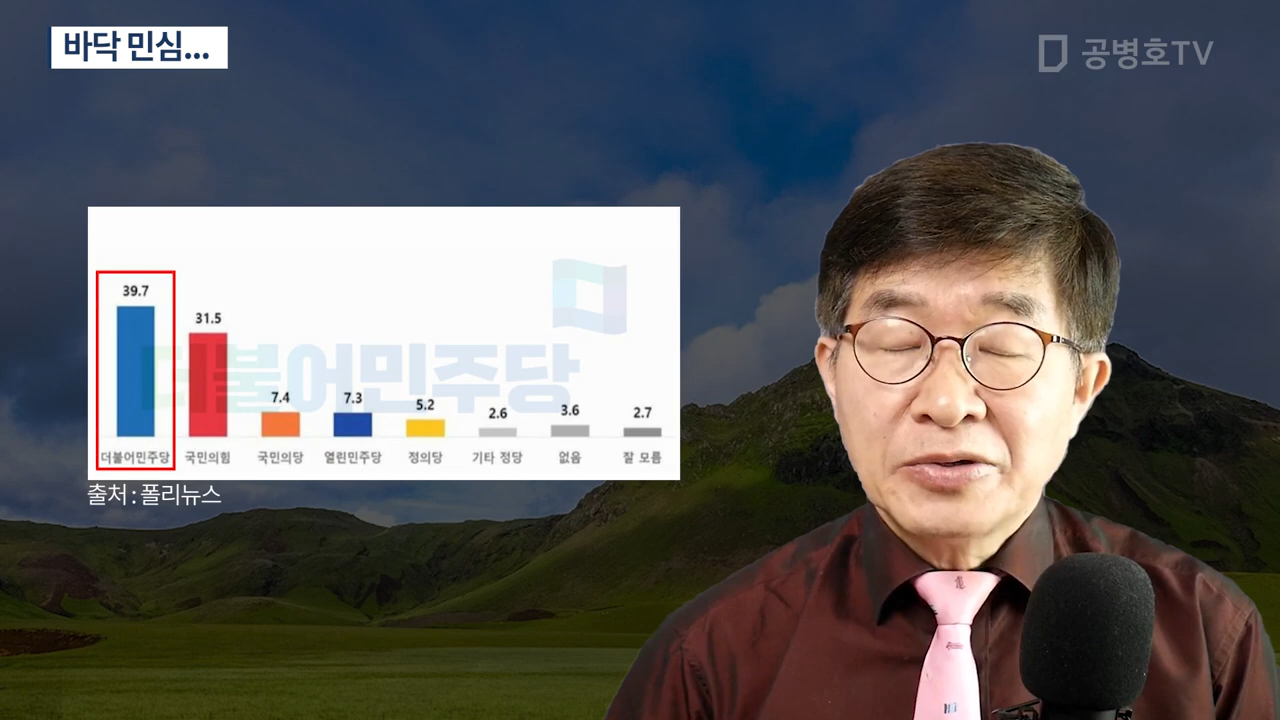 바닥 민심...
공병호TV
39.7
31.5
7.4
7.3
5.2
2.6
3.6
2.7
더불어민주당
더불어민주당 국민의힘 국민의당 열린민주당 정의당 기타 정당 없음 잘 모름
출처 : 폴리뉴스